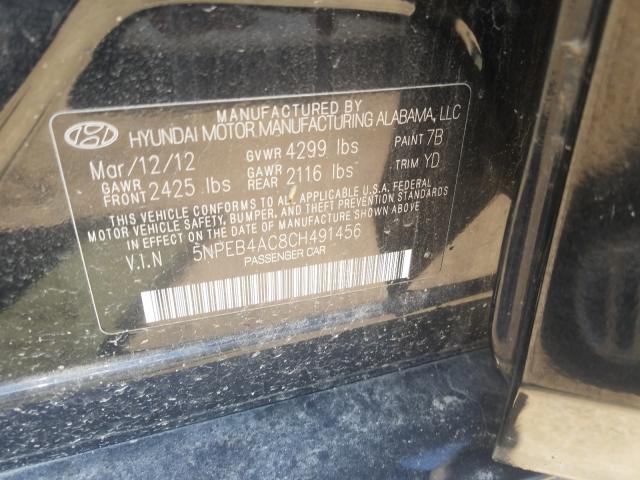 MANUFACTURED BY
HYUNDAI MOTOR MANUFACTURING ALABAMA, LLC
Mar/12/12 GVWR 4299 lbs PAINT 7B
GAWR FRONT 2425 lbs GAWR REAR 2116 lbs TRIM YD
THIS VEHICLE CONFORMS TO ALL APPLICABLE U.S.A. FEDERAL
MOTOR VEHICLE SAFETY, BUMPER, AND THEFT PREVENTION STANDARDS
IN EFFECT ON THE DATE OF MANUFACTURE SHOWN ABOVE.
V.I.N 5NPEB4AC8CH491456
PASSENGER CAR